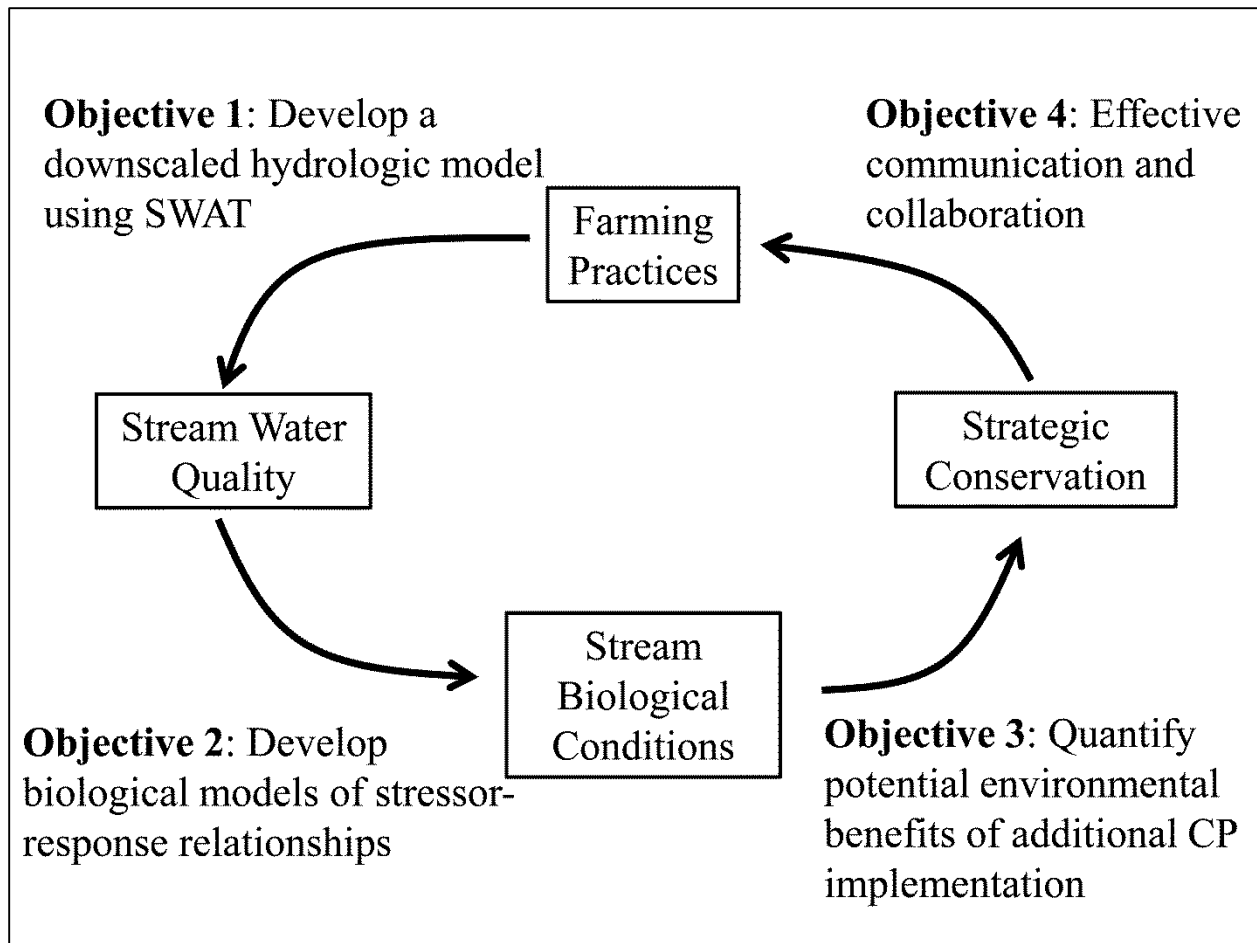 Objective 1: Develop a
downscaled hydrologic model
using SWAT
Objective 4: Effective
communication and
collaboration
Farming
Practices
Stream Water
Quality
Strategic
Conservation
Stream
Biological
Conditions
Objective 2: Develop
biological models of stressor-
response relationships
Objective 3: Quantify
potential environmental
benefits of additional CP
implementation